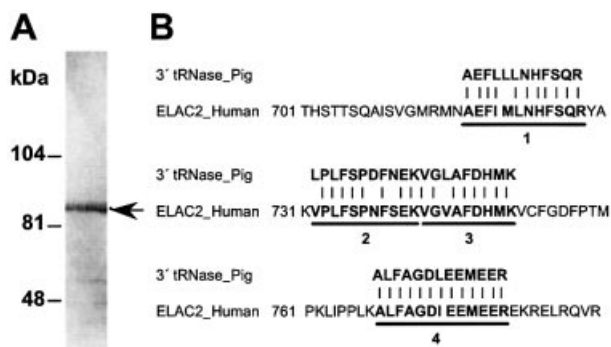 A
B
kDa
104
81
48
3´ tRNase_Pig AEFLLLNHFSQR
ELAC2_Human 701 THSTTSQAISVGMRMNAEFIMLNHFSQRYA
1
3´ tRNase_Pig LPLFSPDFNEKVGLAFDHMK
ELAC2_Human 731 KVPLFSPNFSEKVGVAFDHMKVCFGDFPTM
2 3
3´ tRNase_Pig ALFAGDLEEMEER
ELAC2_Human 761 PKLIPPLKALFAGDIEEMEEREKRELRQVR
4